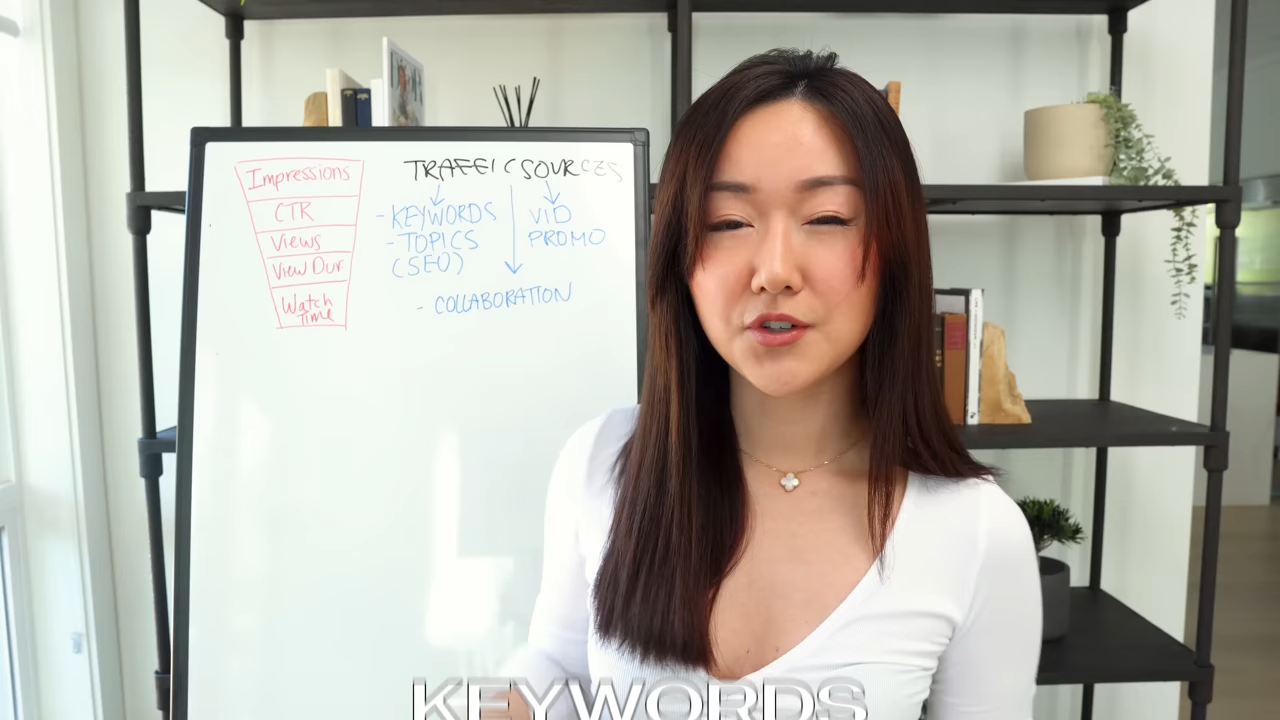 Impressions
CTR
Views
View Dur
Watch
Time
TRAFFIC SOURCES
- KEYWORDS
- TOPICS
(SEO)
VID
PROMO
- COLLABORATION
KEYWORDS